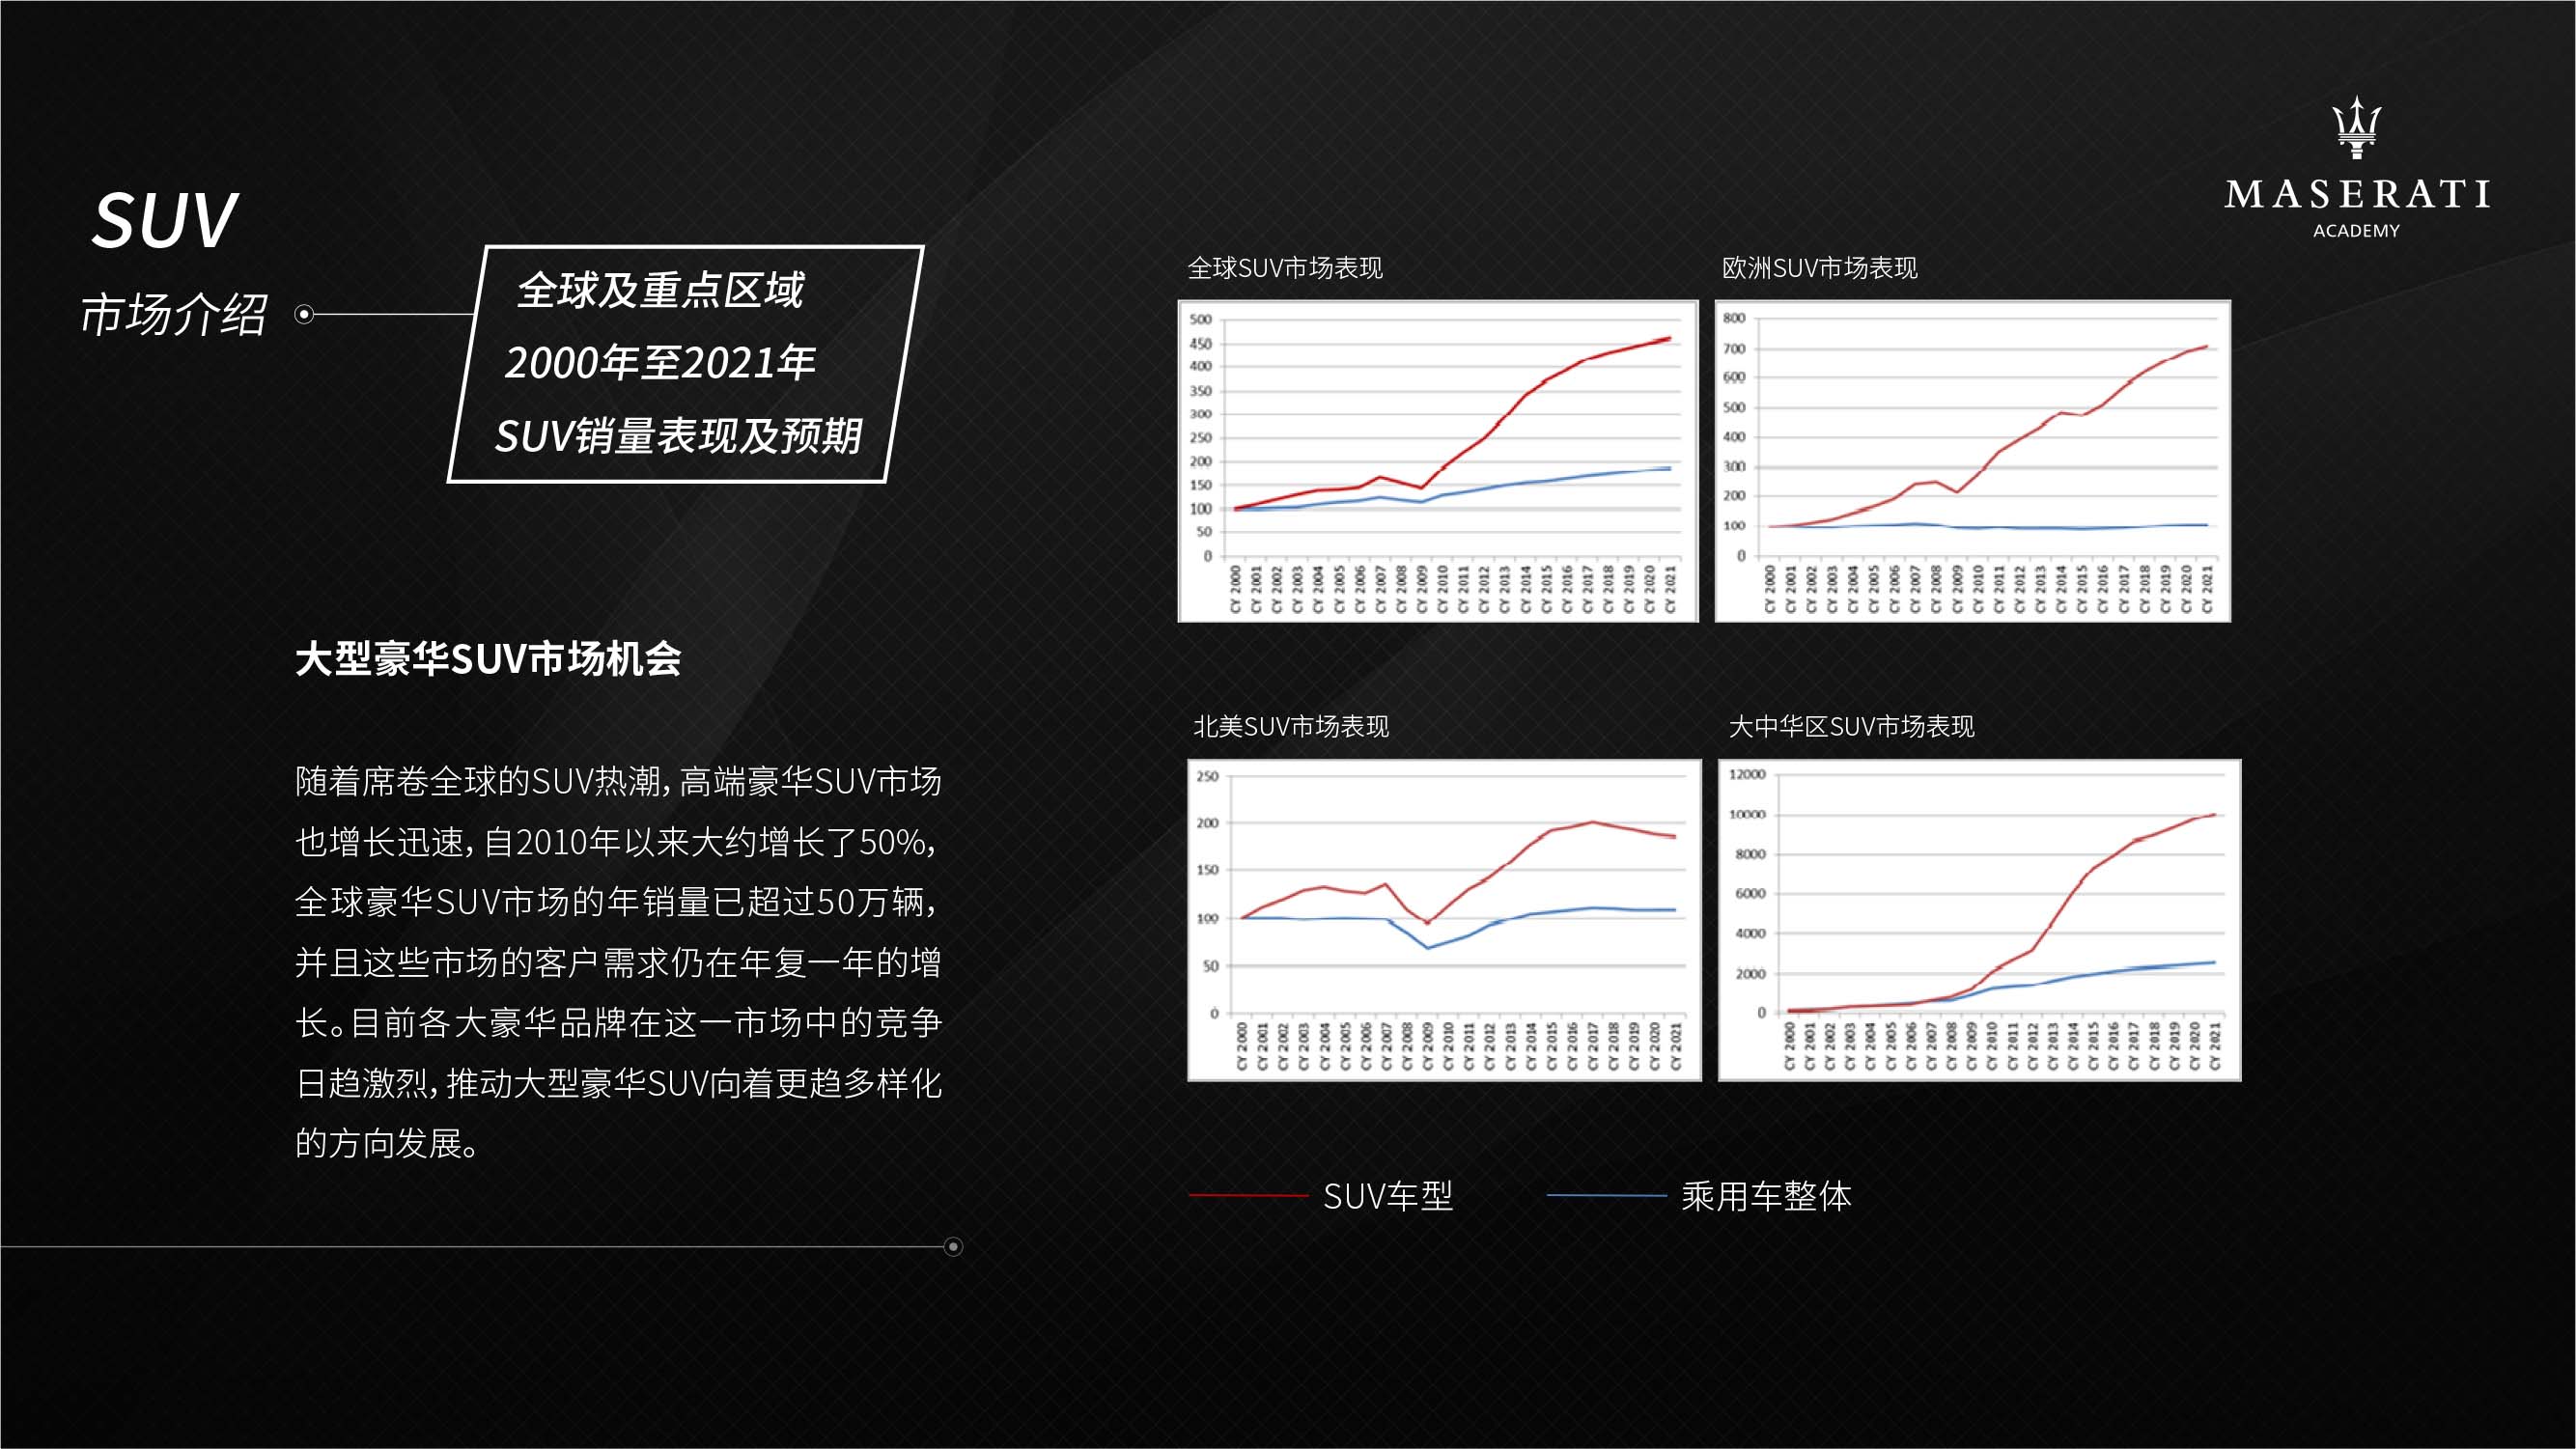 MASERATI
ACADEMY
SUV
市场介绍
全球及重点区域
2000年至2021年
SUV销量表现及预期
大型豪华SUV市场机会
随着席卷全球的SUV热潮，高端豪华SUV市场
也增长迅速，自2010年以来大约增长了50%，
全球豪华SUV市场的年销量已超过50万辆，
并且这些市场的客户需求仍在年复一年的增
长。目前各大豪华品牌在这一市场中的竞争
日趋激烈，推动大型豪华SUV向着更趋多样化
的方向发展。
全球SUV市场表现
500
450
400
350
300
250
200
150
100
50
0
CY 2000
CY 2001
CY 2002
CY 2003
CY 2004
CY 2005
CY 2006
CY 2007
CY 2008
CY 2009
CY 2010
CY 2011
CY 2012
CY 2013
CY 2014
CY 2015
CY 2016
CY 2017
CY 2018
CY 2019
CY 2020
CY 2021
欧洲SUV市场表现
800
700
600
500
400
300
200
100
0
CY 2000
CY 2001
CY 2002
CY 2003
CY 2004
CY 2005
CY 2006
CY 2007
CY 2008
CY 2009
CY 2010
CY 2011
CY 2012
CY 2013
CY 2014
CY 2015
CY 2016
CY 2017
CY 2018
CY 2019
CY 2020
CY 2021
北美SUV市场表现
250
200
150
100
50
0
CY 2000
CY 2001
CY 2002
CY 2003
CY 2004
CY 2005
CY 2006
CY 2007
CY 2008
CY 2009
CY 2010
CY 2011
CY 2012
CY 2013
CY 2014
CY 2015
CY 2016
CY 2017
CY 2018
CY 2019
CY 2020
CY 2021
大中华区SUV市场表现
12000
10000
8000
6000
4000
2000
0
CY 2000
CY 2001
CY 2002
CY 2003
CY 2004
CY 2005
CY 2006
CY 2007
CY 2008
CY 2009
CY 2010
CY 2011
CY 2012
CY 2013
CY 2014
CY 2015
CY 2016
CY 2017
CY 2018
CY 2019
CY 2020
CY 2021
SUV车型
乘用车整体